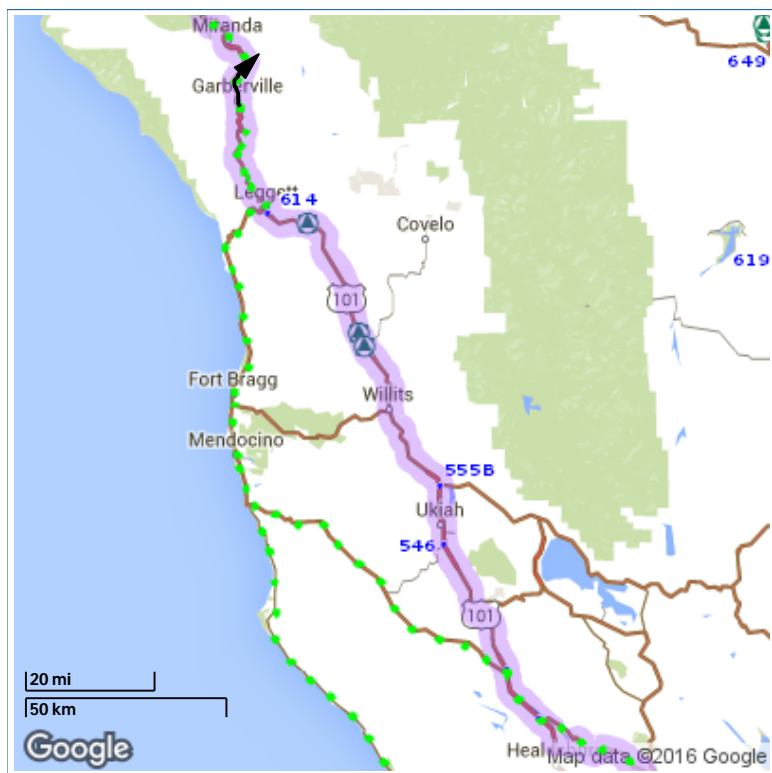 Miranda
649
Garberville
Leggett
614
Covelo
619
101
Fort Bragg
Willits
Mendocino
555B
Ukiah
546
101
20 mi
50 km
Google
Healdsburg
Map data ©2016 Google